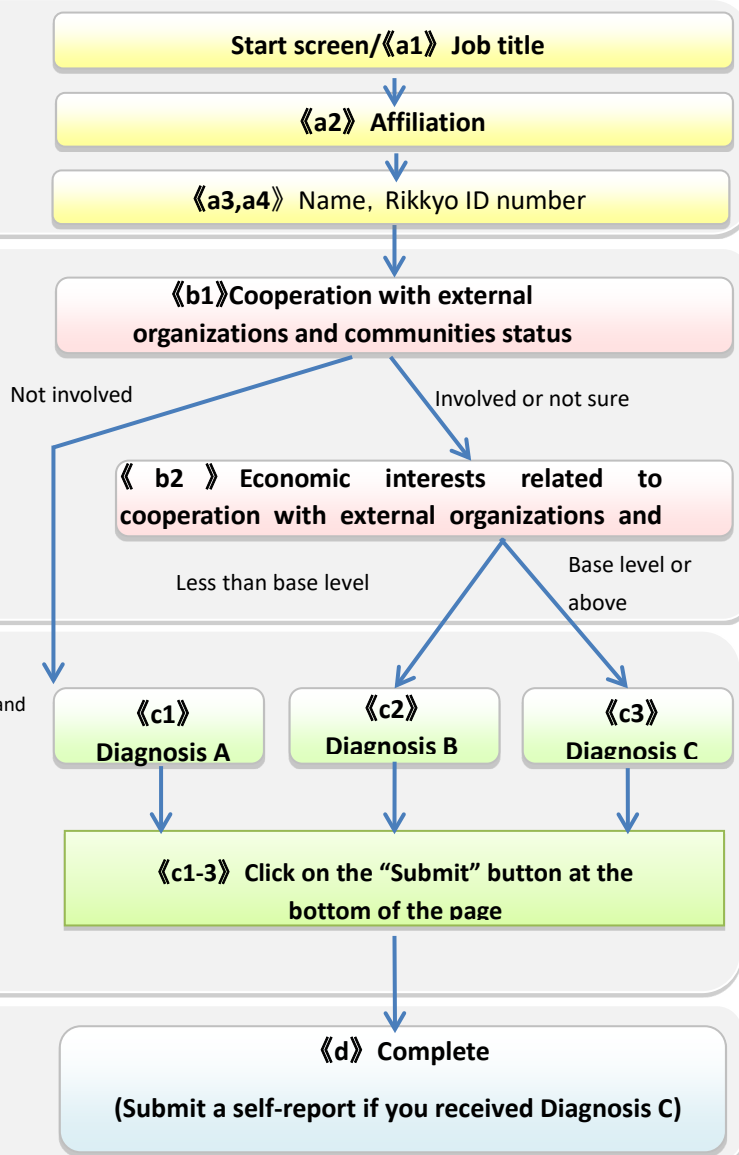 Start screen/《a1》 Job title
《a2》 Affiliation
《a3,a4》 Name, Rikkyo ID number
《b1》Cooperation with external
organizations and communities status
Not involved
Involved or not sure
《 b2 》 Economic interests related to
cooperation with external organizations and
Less than base level
Base level or
above
and
《c1》
Diagnosis A
《c2》
Diagnosis B
《c3》
Diagnosis C
《c1-3》 Click on the “Submit” button at the
bottom of the page
《d》 Complete
(Submit a self-report if you received Diagnosis C)